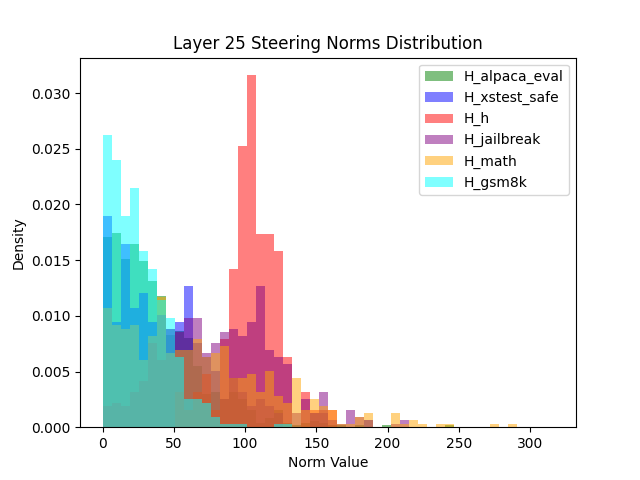 Layer 25 Steering Norms Distribution
H_alpaca_eval
H_xstest_safe
H_h
H_jailbreak
H_math
H_gsm8k
Density
0.030
0.025
0.020
0.015
0.010
0.005
0.000
0
50
100
150
200
250
300
Norm Value